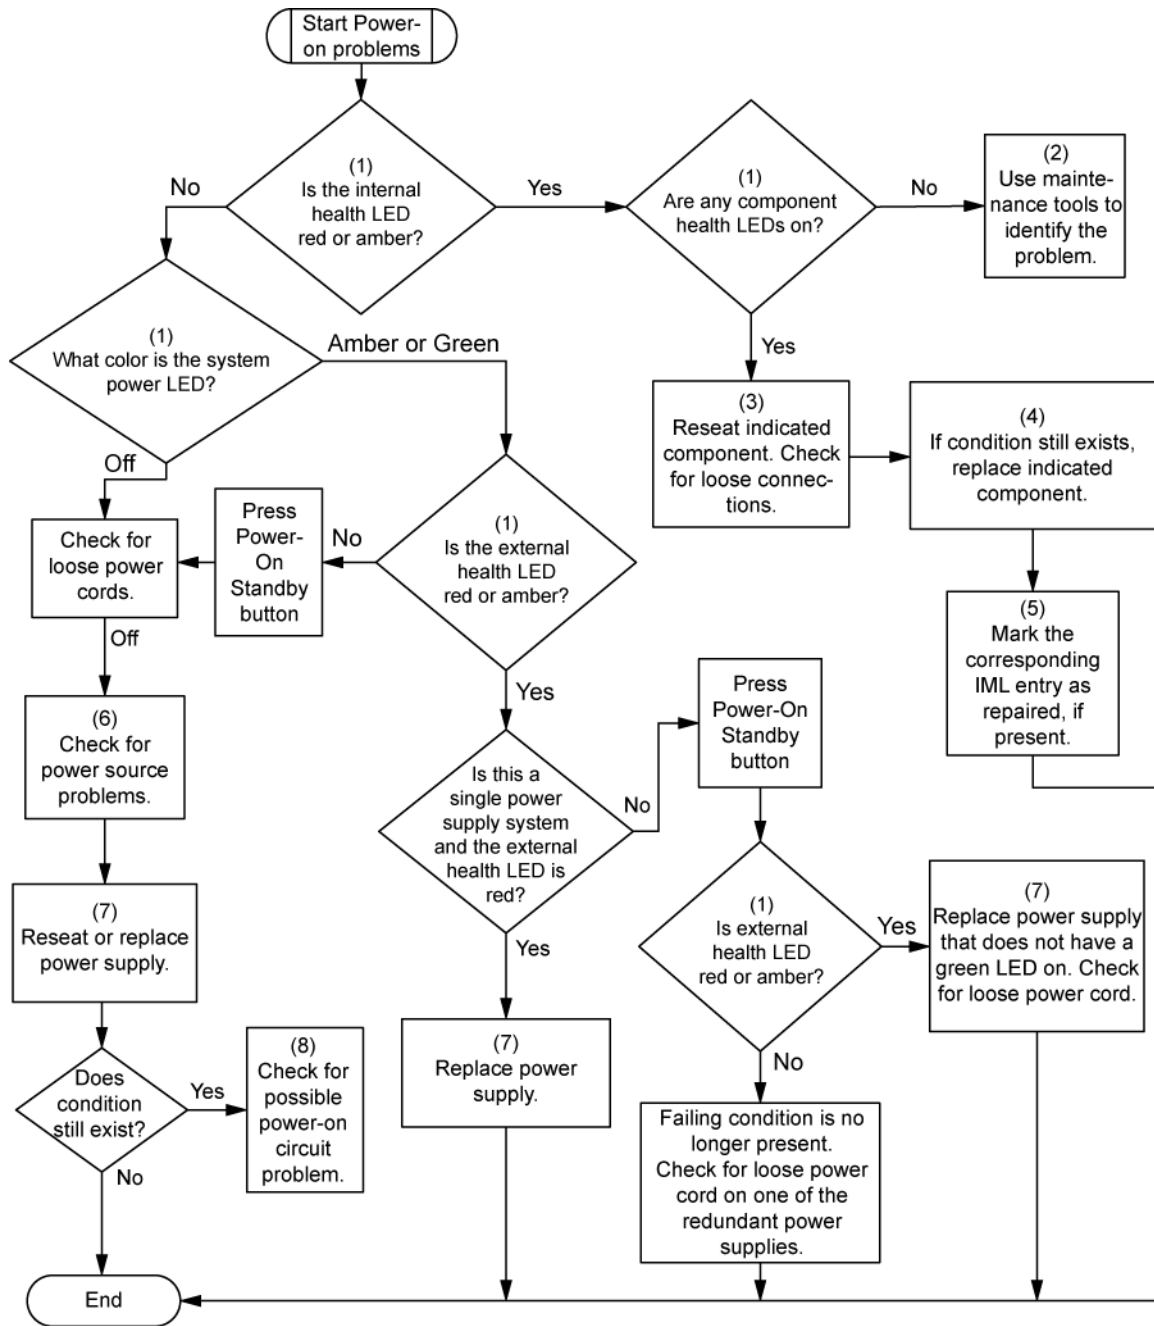 Start Power-
on problems
(1)
Is the internal
health LED
red or amber?
No
Yes
(1)
Are any component
health LEDs on?
No
(2)
Use mainte-
nance tools to
identify the
problem.
(1)
What color is the system
power LED?
Amber or Green
Off
Yes
(3)
Reseat indicated
component. Check
for loose connec-
tions.
(4)
If condition still exists,
replace indicated
component.
Check for
loose power
cords.
Press
Power-
On
Standby
button
No
(1)
Is the external
health LED
red or amber?
(5)
Mark the
corresponding
IML entry as
repaired, if
present.
Off
Yes
(6)
Check for
power source
problems.
Is this a
single power
supply system
and the external
health LED is
red?
No
Press
Power-On
Standby
button
(7)
Reseat or replace
power supply.
Yes
(1)
Is external
health LED
red or amber?
Yes
(7)
Replace power supply
that does not have a
green LED on. Check
for loose power cord.
Does
condition
still exist?
Yes
(8)
Check for
possible
power-on
circuit
problem.
(7)
Replace power
supply.
No
Failing condition is no
longer present.
Check for loose power
cord on one of the
redundant power
supplies.
No
End